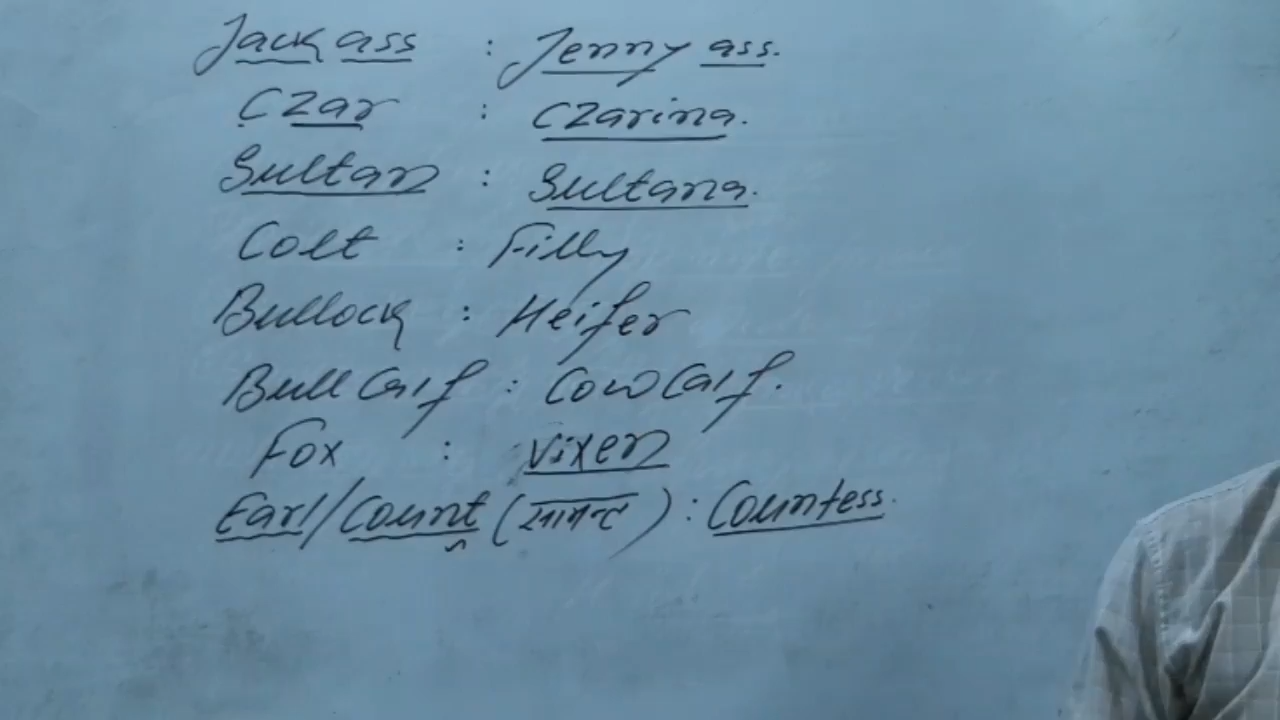 Jack ass : Jenny ass.
Czar : Czarina.
Sultan : Sultana.
Colt : Filly
Bullock : Heifer
Bull Calf : Cow Calf.
Fox : Vixen
Earl/Count ( ) : Countess.